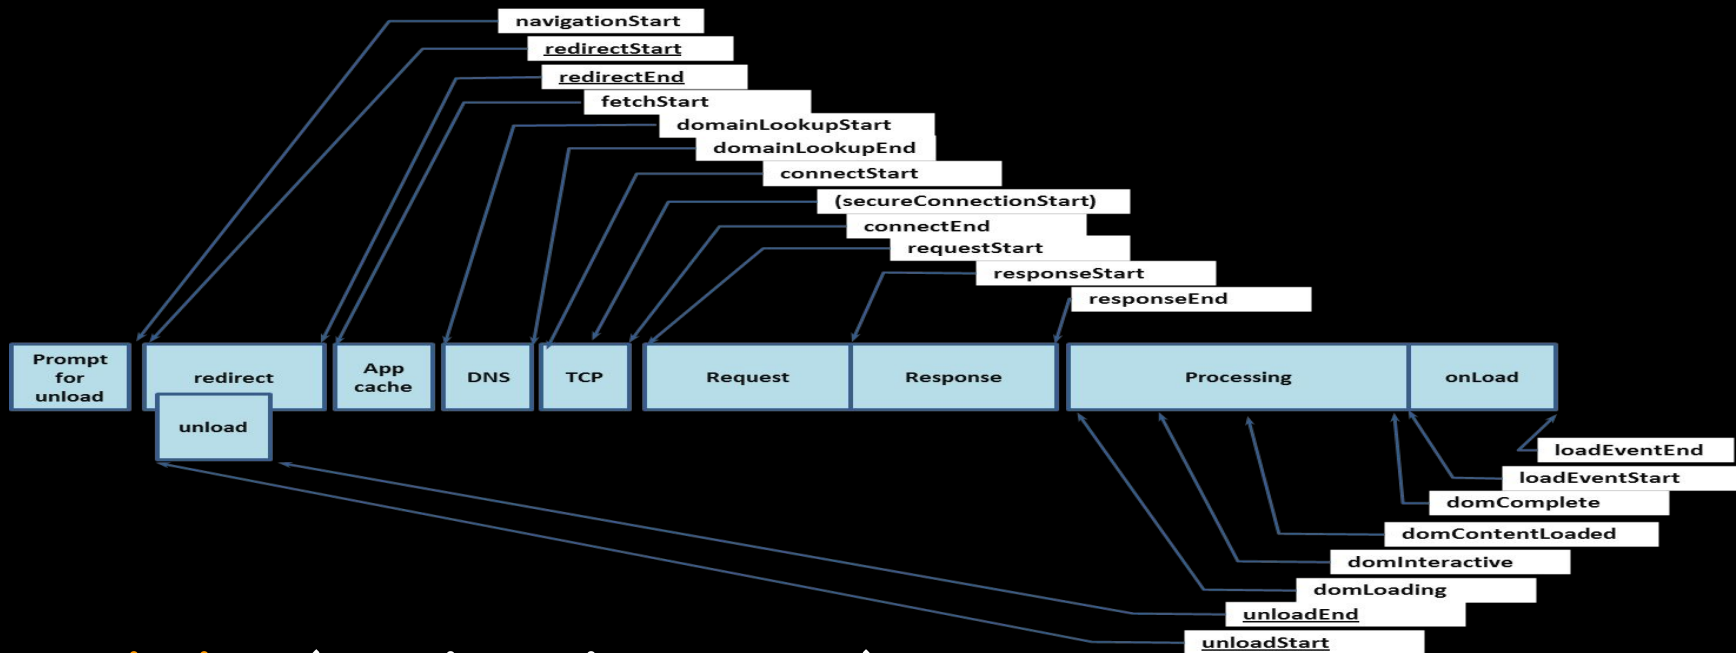 navigationStart
redirectStart
redirectEnd
fetchStart
domainLookupStart
domainLookupEnd
connectStart
(secureConnectionStart)
connectEnd
requestStart
responseStart
responseEnd
Prompt
for
unload
redirect
unload
App
cache
DNS
TCP
Request
Response
Processing
onLoad
loadEventEnd
loadEventStart
domComplete
domContentLoaded
domInteractive
domLoading
unloadEnd
unloadStart